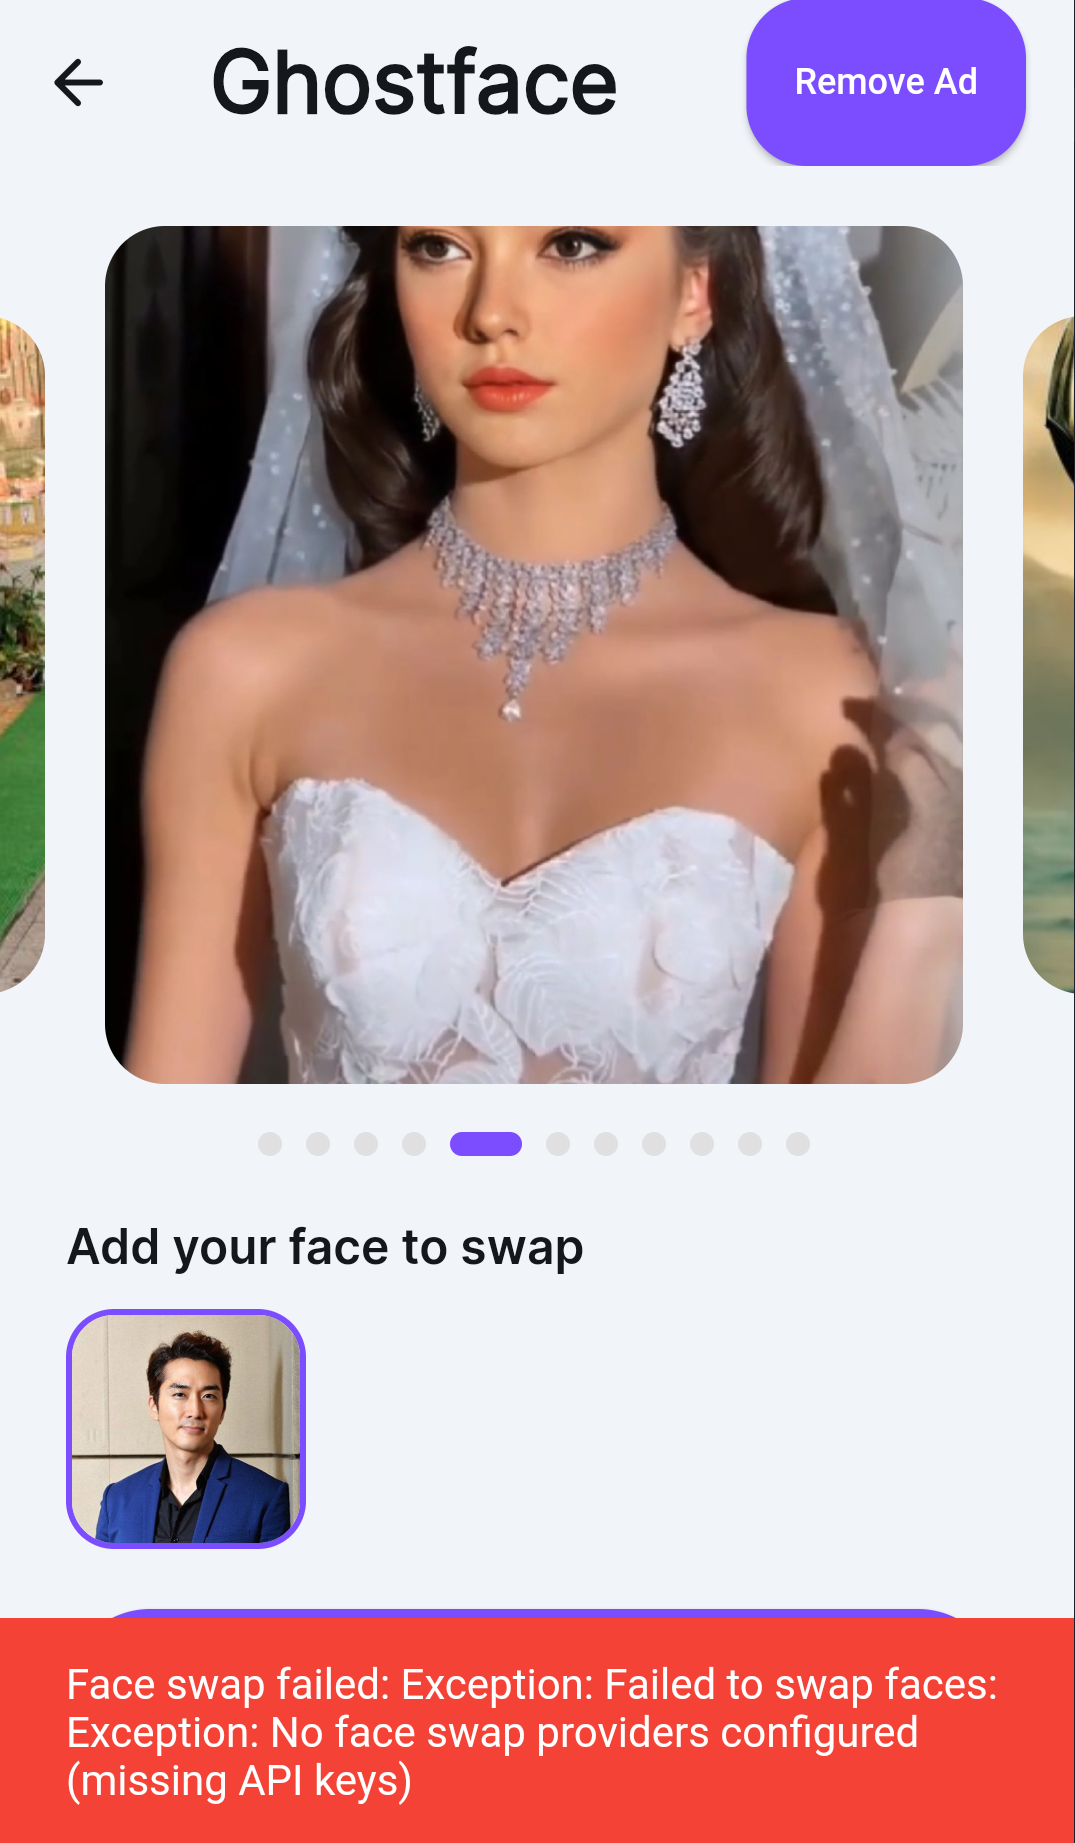 Ghostface
Remove Ad
Add your face to swap
Face swap failed: Exception: Failed to swap faces:
Exception: No face swap providers configured
(missing API keys)